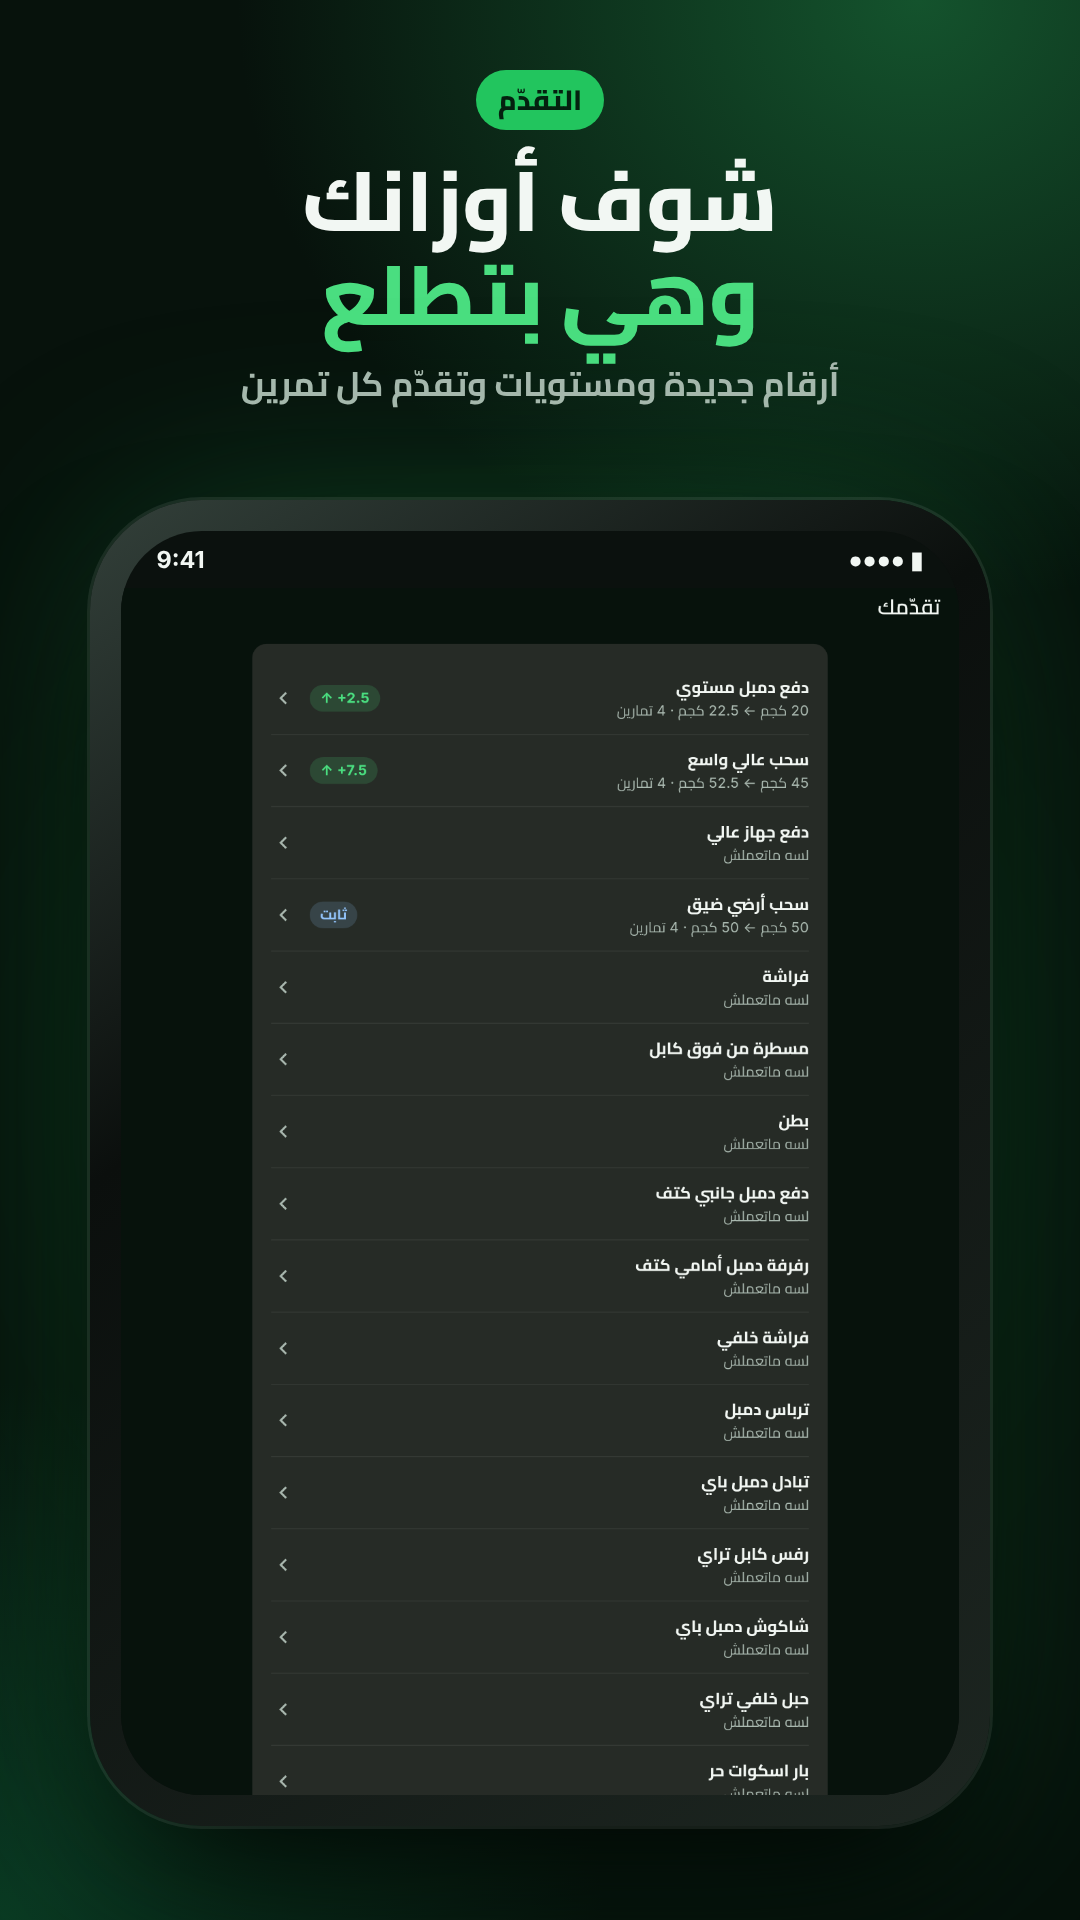 التقدّم
شوف أوزانك
وهي بتطلع
أرقام جديدة ومستويات وتقدّم كل تمرين
9:41
تقدّمك
دفع دمبل مستوي
20 كجم ← 22.5 كجم · 4 تمارين
↑ +2.5
سحب عالي واسع
45 كجم ← 52.5 كجم · 4 تمارين
↑ +7.5
دفع جهاز عالي
لسه ماتعملش
سحب أرضي ضيق
50 كجم ← 50 كجم · 4 تمارين
ثابت
فراشة
لسه ماتعملش
مسطرة من فوق كابل
لسه ماتعملش
بطن
لسه ماتعملش
دفع دمبل جانبي كتف
لسه ماتعملش
رفرفة دمبل أمامي كتف
لسه ماتعملش
فراشة خلفي
لسه ماتعملش
ترباس دمبل
لسه ماتعملش
تبادل دمبل باي
لسه ماتعملش
رفس كابل تراي
لسه ماتعملش
شاكوش دمبل باي
لسه ماتعملش
حبل خلفي تراي
لسه ماتعملش
بار اسكوات حر
لسه ماتعملش